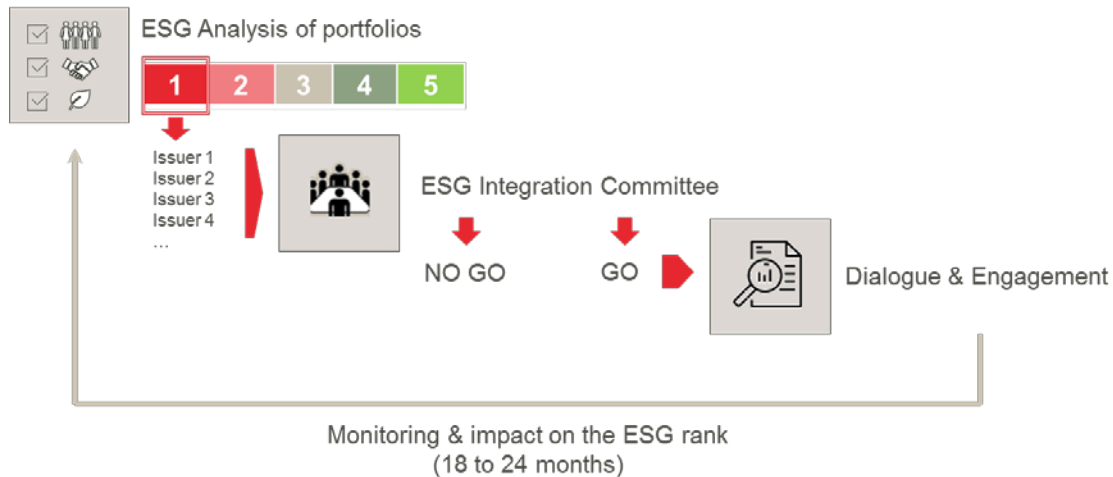 ESG Analysis of portfolios
1 2 3 4 5
Issuer 1
Issuer 2
Issuer 3
Issuer 4
...
ESG Integration Committee
NO GO
GO
Dialogue & Engagement
Monitoring & impact on the ESG rank
(18 to 24 months)